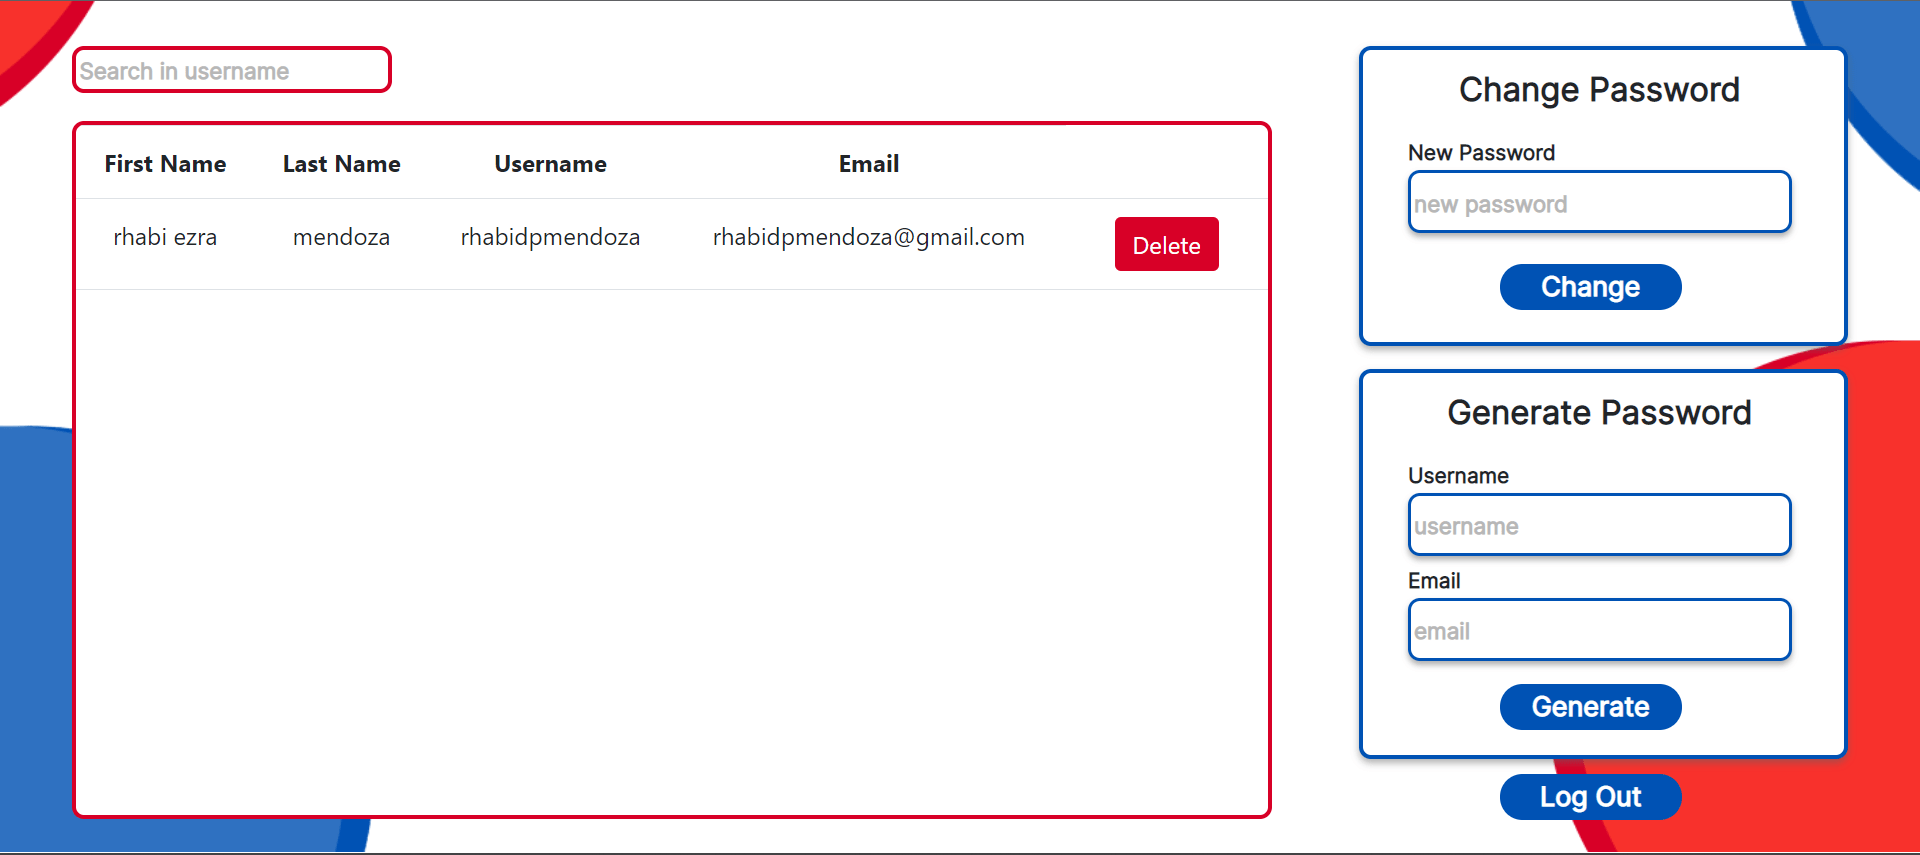 Search in username
First Name Last Name Username Email
rhabi ezra mendoza rhabidpmendoza rhabidpmendoza@gmail.com Delete
Change Password
New Password
new password
Change
Generate Password
Username
username
Email
email
Generate
Log Out